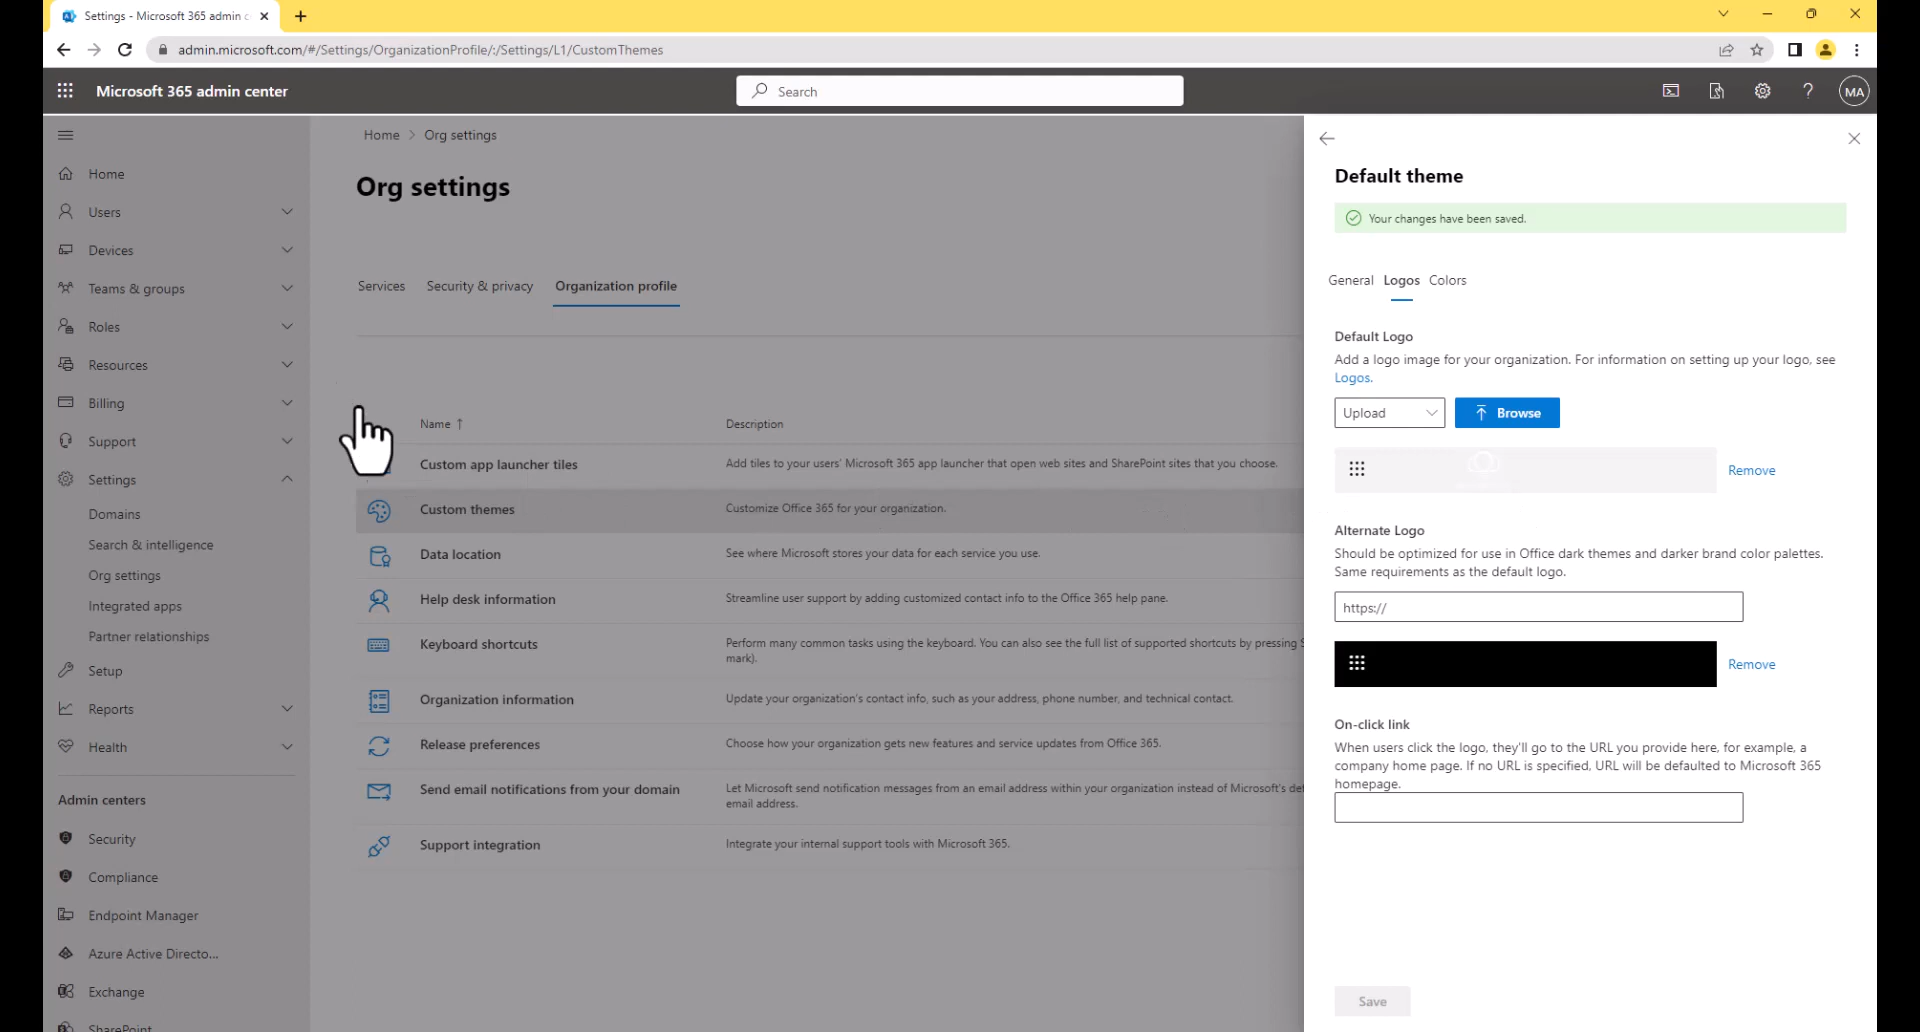 Settings - Microsoft 365 admin c
admin.microsoft.com/#/Settings/OrganizationProfile/:/Settings/L1/CustomThemes
Microsoft 365 admin center
Search
MA
Home
Users
Devices
Teams & groups
Roles
Resources
Billing
Support
Settings
Domains
Search & intelligence
Org settings
Integrated apps
Partner relationships
Setup
Reports
Health
Admin centers
Security
Compliance
Endpoint Manager
Azure Active Directo...
Exchange
SharePoint
Home > Org settings
Org settings
Services Security & privacy Organization profile
Name ↑ Description
Custom app launcher tiles Add tiles to your users' Microsoft 365 app launcher that open web sites and SharePoint sites that you choose.
Custom themes Customize Office 365 for your organization.
Data location See where Microsoft stores your data for each service you use.
Help desk information Streamline user support by adding customized contact info to the Office 365 help pane.
Keyboard shortcuts Perform many common tasks using the keyboard. You can also see the full list of supported shortcuts by pressing S
mark).
Organization information Update your organization's contact info, such as your address, phone number, and technical contact.
Release preferences Choose how your organization gets new features and service updates from Office 365.
Send email notifications from your domain Let Microsoft send notification messages from an email address within your organization instead of Microsoft's def
email address.
Support integration Integrate your internal support tools with Microsoft 365.
Default theme
Your changes have been saved.
General Logos Colors
Default Logo
Add a logo image for your organization. For information on setting up your logo, see
Logos.
Upload Browse
Remove
Alternate Logo
Should be optimized for use in Office dark themes and darker brand color palettes.
Same requirements as the default logo.
https://
Remove
On-click link
When users click the logo, they'll go to the URL you provide here, for example, a
company home page. If no URL is specified, URL will be defaulted to Microsoft 365
homepage.
Save